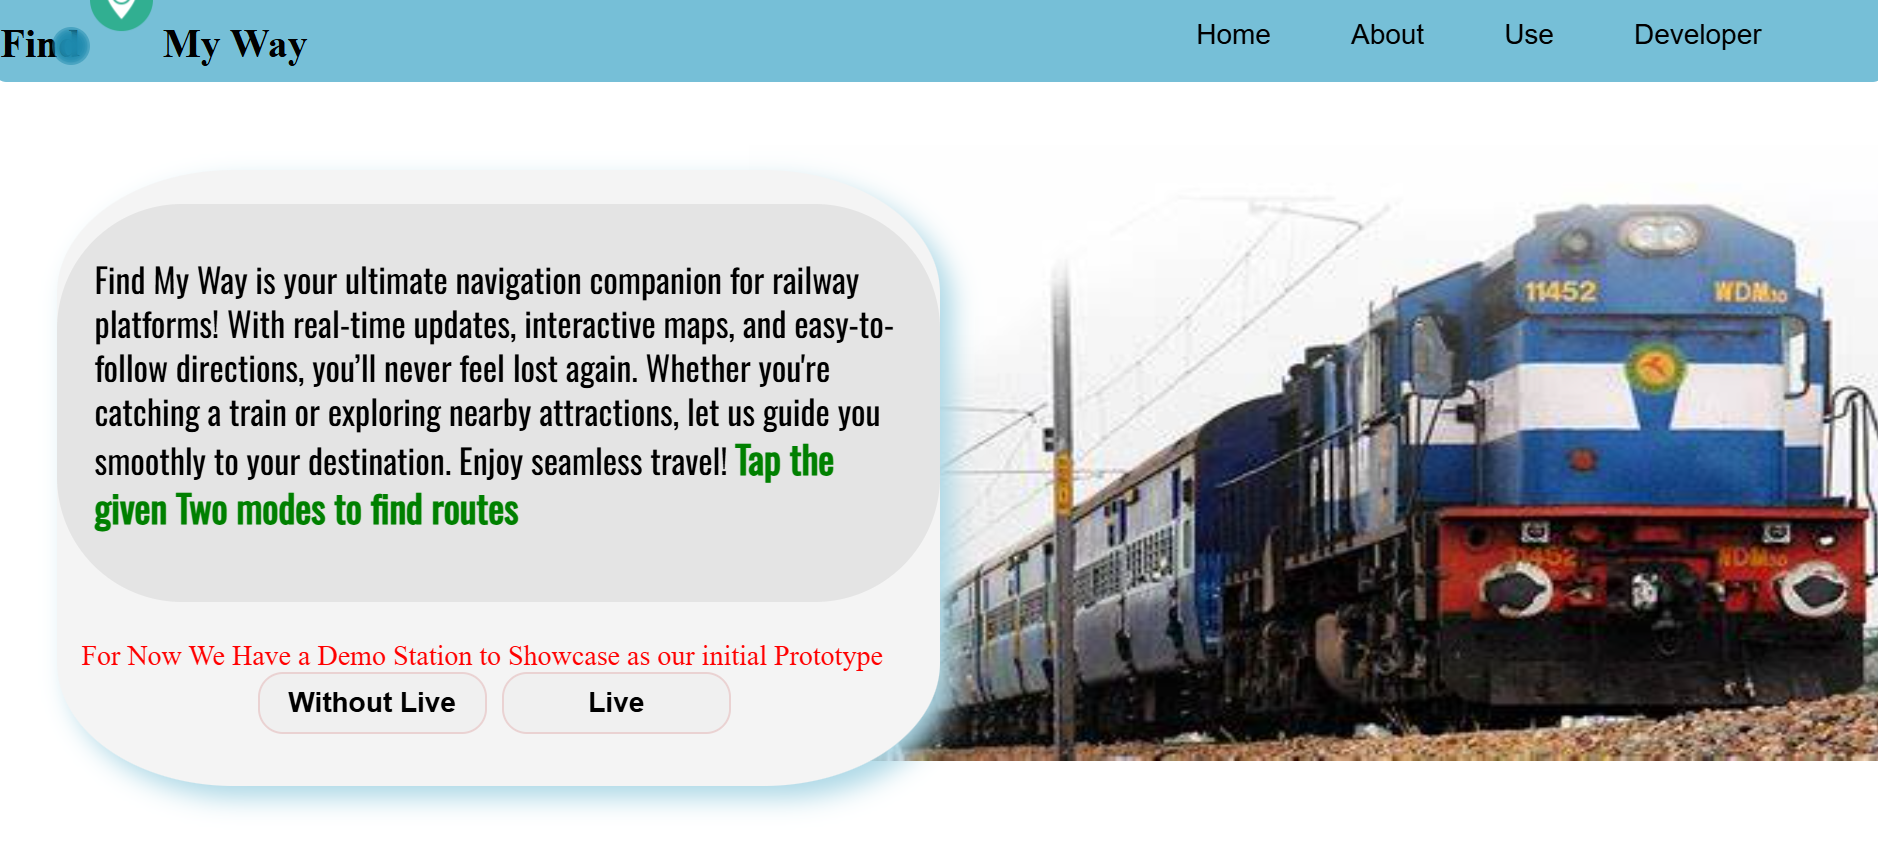 Find My Way
Home About Use Developer
Find My Way is your ultimate navigation companion for railway
platforms! With real-time updates, interactive maps, and easy-to-
follow directions, you’ll never feel lost again. Whether you're
catching a train or exploring nearby attractions, let us guide you
smoothly to your destination. Enjoy seamless travel! Tap the
given Two modes to find routes
For Now We Have a Demo Station to Showcase as our initial Prototype
Without Live
Live
11452 WDM3D
11452 WDM3D